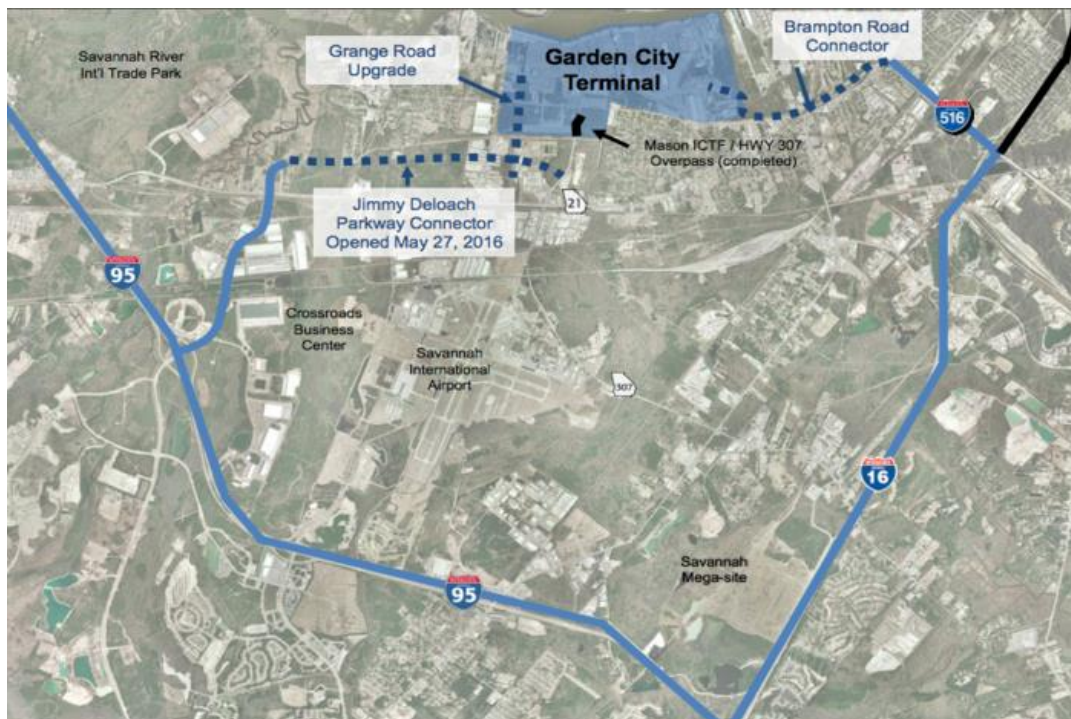 Savannah River
Int'l Trade Park
Grange Road
Upgrade
Garden City
Terminal
Brampton Road
Connector
516
Mason ICTF / HWY 307
Overpass (completed)
21
Jimmy Deloach
Parkway Connector
Opened May 27, 2016
95
Crossroads
Business
Center
Savannah
International
Airport
307
16
Savannah
Mega-site
95